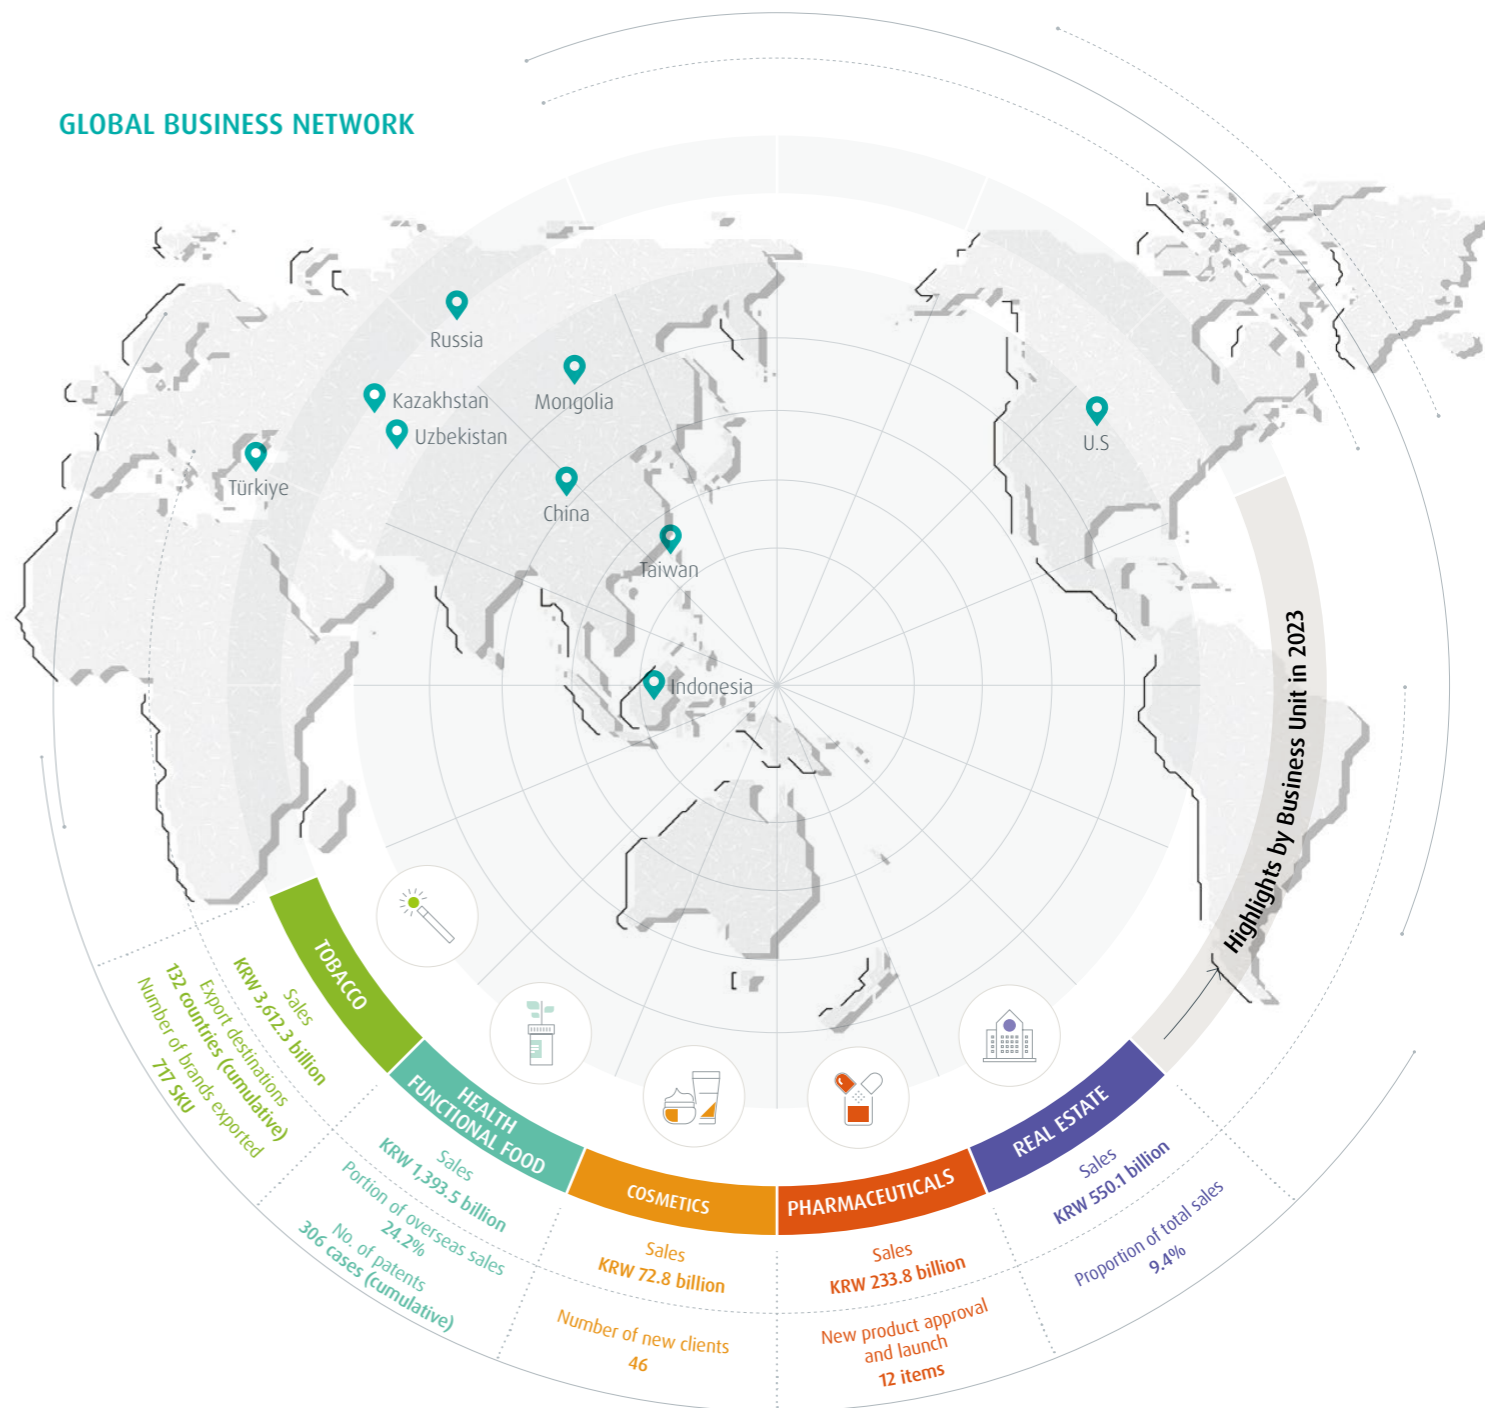 GLOBAL BUSINESS NETWORK
Russia
Kazakhstan
Mongolia
Uzbekistan
Türkiye
China
Taiwan
Indonesia
U.S
Highlights by Business Unit in 2023
TOBACCO
Sales
KRW 3,612.3 billion
Export destinations
132 countries (cumulative)
Number of brands exported
717 SKU
HEALTH
FUNCTIONAL FOOD
Sales
KRW 1,393.5 billion
Portion of overseas sales
24.2%
No. of patents
306 cases (cumulative)
COSMETICS
Sales
KRW 72.8 billion
Number of new clients
46
PHARMACEUTICALS
Sales
KRW 233.8 billion
New product approval
and launch
12 items
REAL ESTATE
Sales
KRW 550.1 billion
Proportion of total sales
9.4%